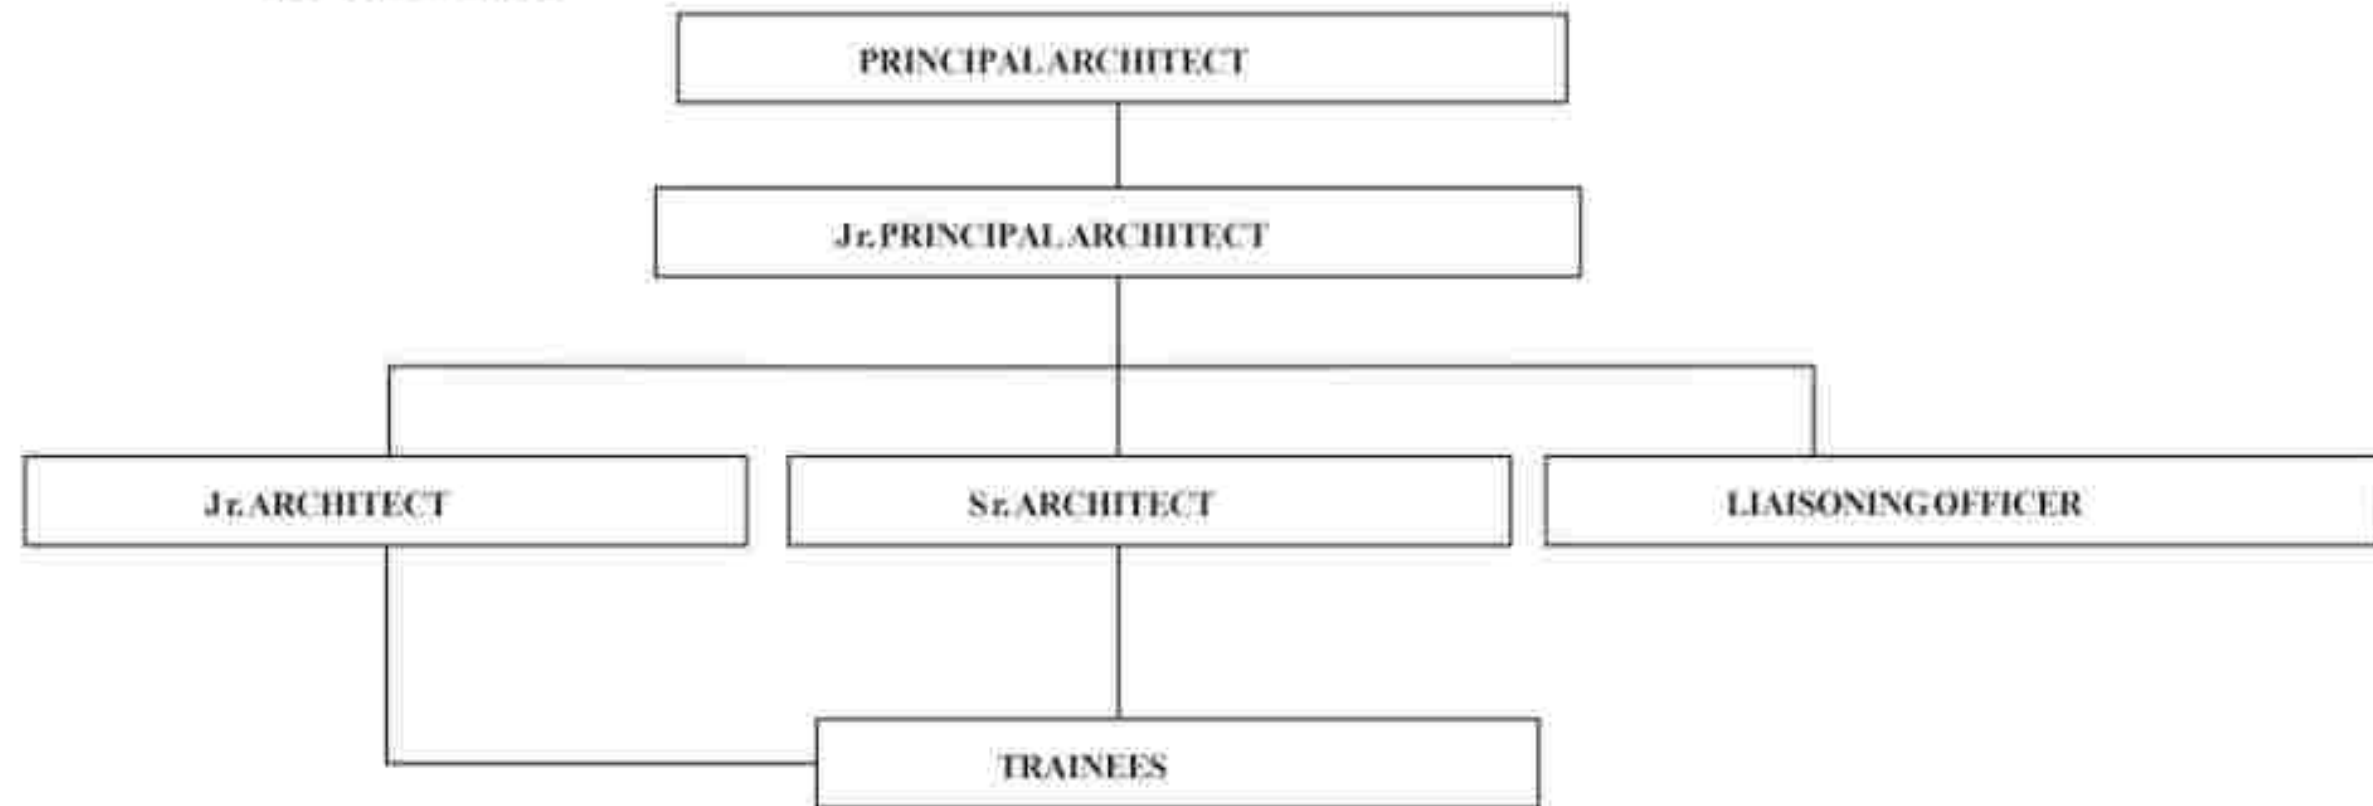 PRINCIPAL ARCHITECT
Jr. PRINCIPAL ARCHITECT
Jr. ARCHITECT
Sr. ARCHITECT
LIAISONING OFFICER
TRAINEES